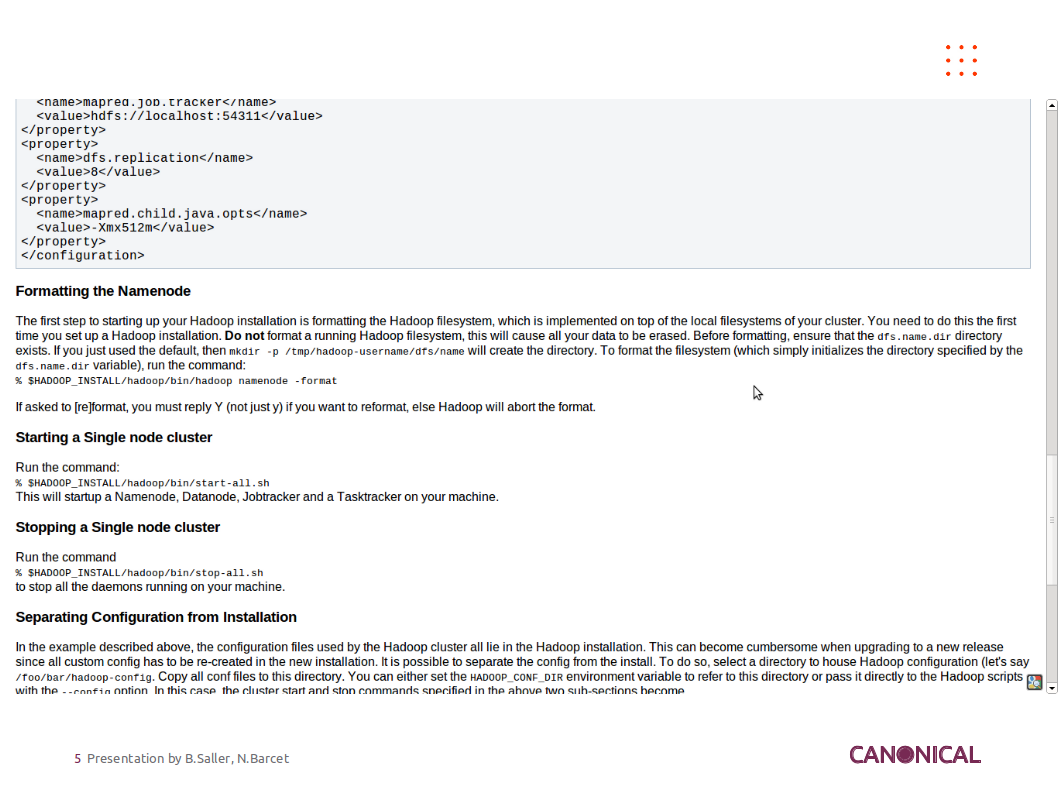 <name>mapred.job.tracker</name>
<value>hdfs://localhost:54311</value>
</property>
<property>
<name>dfs.replication</name>
<value>8</value>
</property>
<property>
<name>mapred.child.java.opts</name>
<value>-Xmx512m</value>
</property>
</configuration>
Formatting the Namenode
The first step to starting up your Hadoop installation is formatting the Hadoop filesystem, which is implemented on top of the local filesystems of your cluster. You need to do this the first
time you set up a Hadoop installation. Do not format a running Hadoop filesystem, this will cause all your data to be erased. Before formatting, ensure that the dfs.name.dir directory
exists. If you just used the default, then mkdir -p /tmp/hadoop-username/dfs/name will create the directory. To format the filesystem (which simply initializes the directory specified by the
dfs.name.dir variable), run the command:
% $HADOOP_INSTALL/hadoop/bin/hadoop namenode -format
If asked to [re]format, you must reply Y (not just y) if you want to reformat, else Hadoop will abort the format.
Starting a Single node cluster
Run the command:
% $HADOOP_INSTALL/hadoop/bin/start-all.sh
This will startup a Namenode, Datanode, Jobtracker and a Tasktracker on your machine.
Stopping a Single node cluster
Run the command
% $HADOOP_INSTALL/hadoop/bin/stop-all.sh
to stop all the daemons running on your machine.
Separating Configuration from Installation
In the example described above, the configuration files used by the Hadoop cluster all lie in the Hadoop installation. This can become cumbersome when upgrading to a new release
since all custom config has to be re-created in the new installation. It is possible to separate the config from the install. To do so, select a directory to house Hadoop configuration (let's say
/foo/bar/hadoop-config. Copy all conf files to this directory. You can either set the HADOOP_CONF_DIR environment variable to refer to this directory or pass it directly to the Hadoop scripts
with the --config option. In this case, the cluster start and stop commands specified in the above two sub-sections become
5 Presentation by B.Saller, N.Barcet
CANONICAL